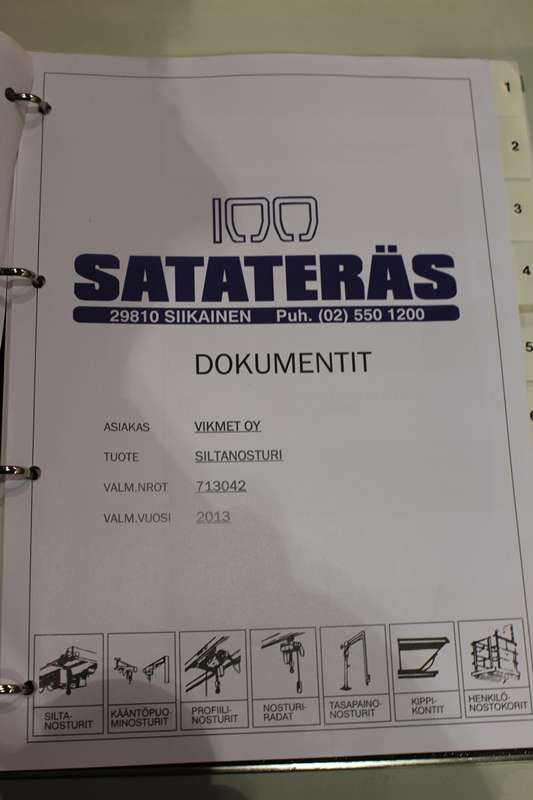 100
SATATERÄS
29810 SIIKAINEN Puh. (02) 550 1200
DOKUMENTIT
ASIAKAS VIKMET OY
TUOTE SILTANOSTURI
VALM.NROT 713042
VALM.VUOSI 2013
SILTA-
NOSTURIT
KÄÄNTÖPUO-
MINOSTURIT
PROFIILI-
NOSTURIT
NOSTURI-
RADAT
TASAPAINO-
NOSTURIT
KIPPI-
KONTIT
HENKILÖ-
NOSTOKORIT
1
2
3
4
5
6